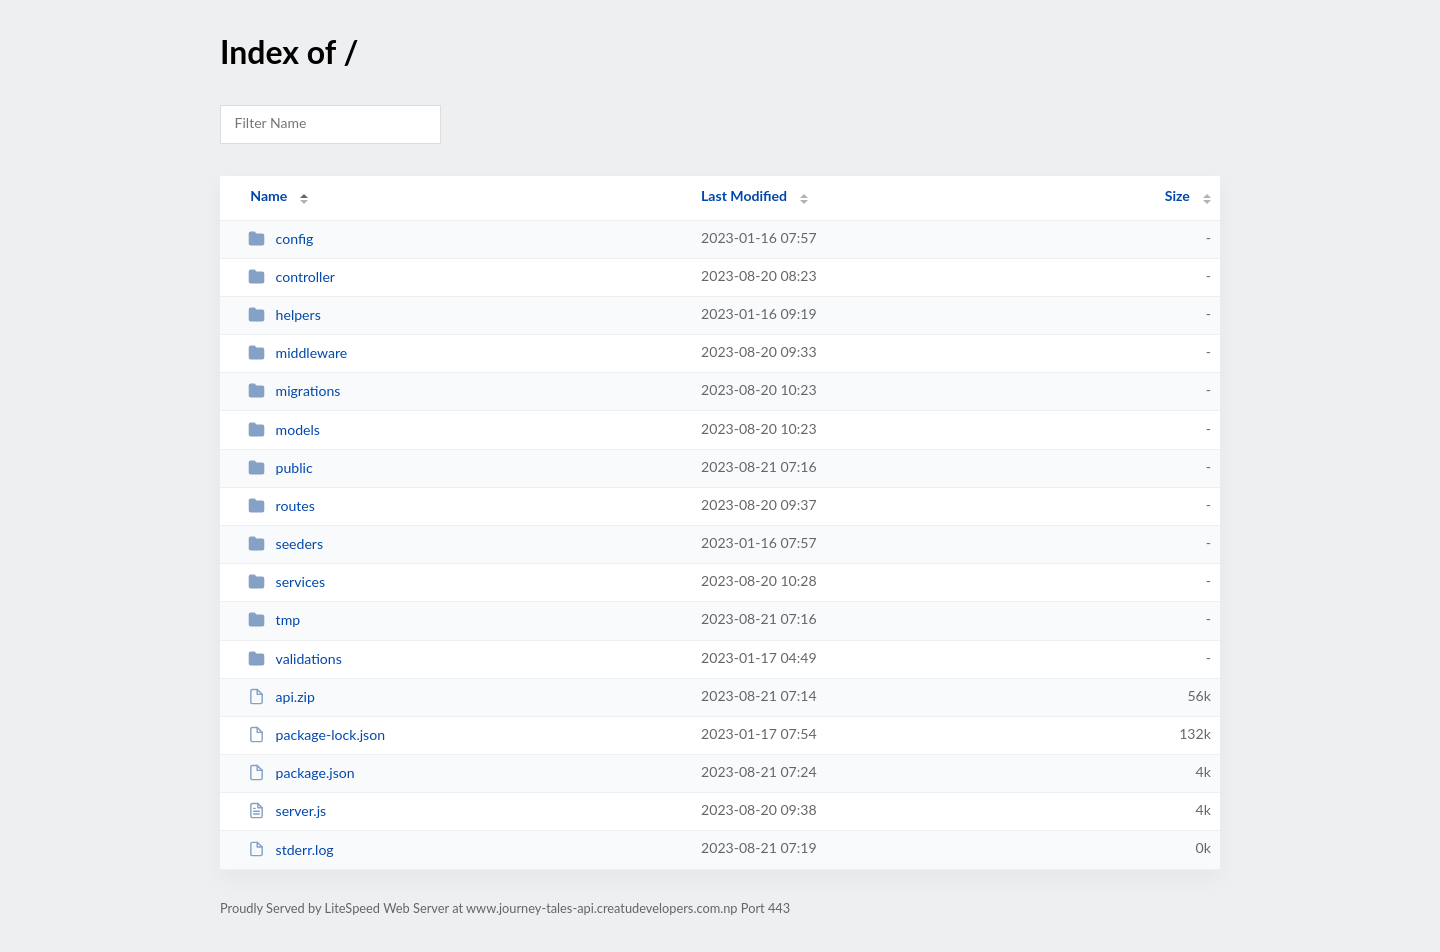 Index of /
Filter Name
Name Last Modified Size
config 2023-01-16 07:57 -
controller 2023-08-20 08:23 -
helpers 2023-01-16 09:19 -
middleware 2023-08-20 09:33 -
migrations 2023-08-20 10:23 -
models 2023-08-20 10:23 -
public 2023-08-21 07:16 -
routes 2023-08-20 09:37 -
seeders 2023-01-16 07:57 -
services 2023-08-20 10:28 -
tmp 2023-08-21 07:16 -
validations 2023-01-17 04:49 -
api.zip 2023-08-21 07:14 56k
package-lock.json 2023-01-17 07:54 132k
package.json 2023-08-21 07:24 4k
server.js 2023-08-20 09:38 4k
stderr.log 2023-08-21 07:19 0k
Proudly Served by LiteSpeed Web Server at www.journey-tales-api.creatudevelopers.com.np Port 443